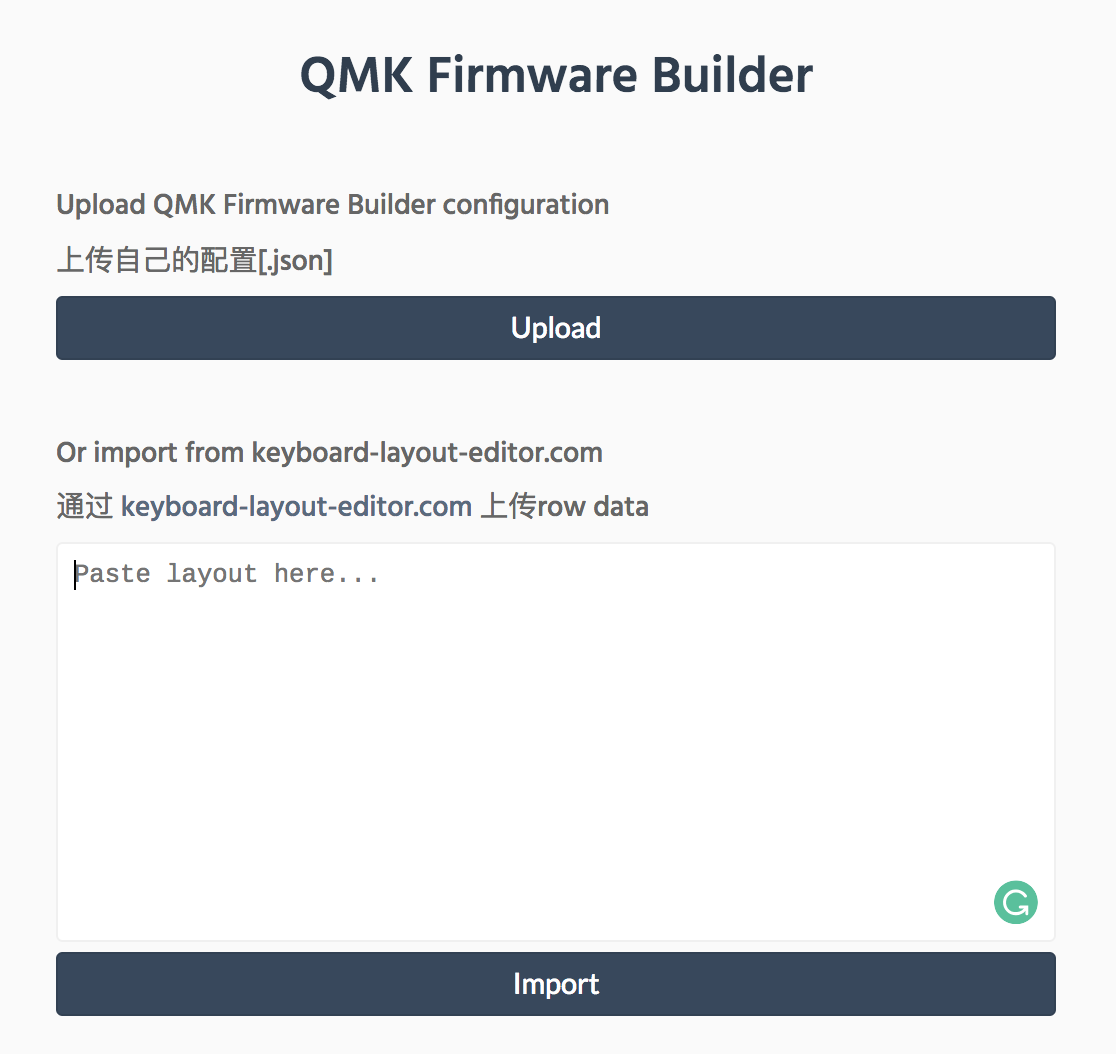 QMK Firmware Builder
Upload QMK Firmware Builder configuration
上传自己的配置[.json]
Upload
Or import from keyboard-layout-editor.com
通过 keyboard-layout-editor.com 上传row data
Paste layout here...
Import